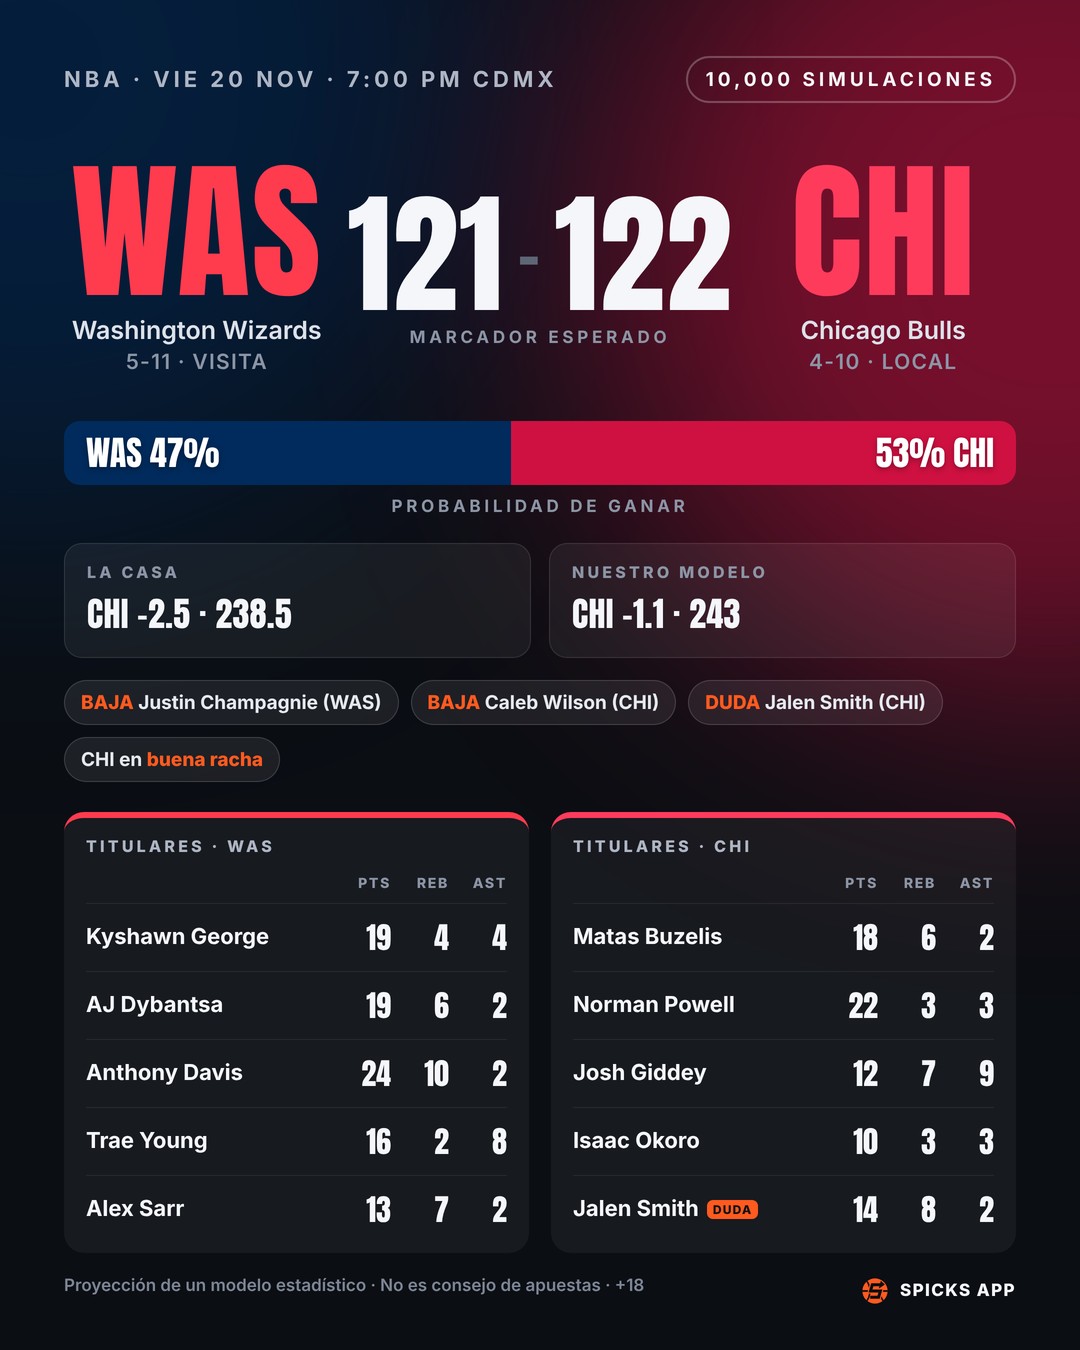 NBA · VIE 20 NOV · 7:00 PM CDMX
10,000 SIMULACIONES
WAS
121 - 122
CHI
Washington Wizards
5-11 · VISITA
MARCADOR ESPERADO
Chicago Bulls
4-10 · LOCAL
WAS 47%
53% CHI
PROBABILIDAD DE GANAR
LA CASA
CHI -2.5 · 238.5
NUESTRO MODELO
CHI -1.1 · 243
BAJA Justin Champagnie (WAS)
BAJA Caleb Wilson (CHI)
DUDA Jalen Smith (CHI)
CHI en buena racha
TITULARES · WAS
PTS REB AST
Kyshawn George 19 4 4
AJ Dybantsa 19 6 2
Anthony Davis 24 10 2
Trae Young 16 2 8
Alex Sarr 13 7 2
TITULARES · CHI
PTS REB AST
Matas Buzelis 18 6 2
Norman Powell 22 3 3
Josh Giddey 12 7 9
Isaac Okoro 10 3 3
Jalen Smith DUDA 14 8 2
Proyección de un modelo estadístico · No es consejo de apuestas · +18
SPICKS APP